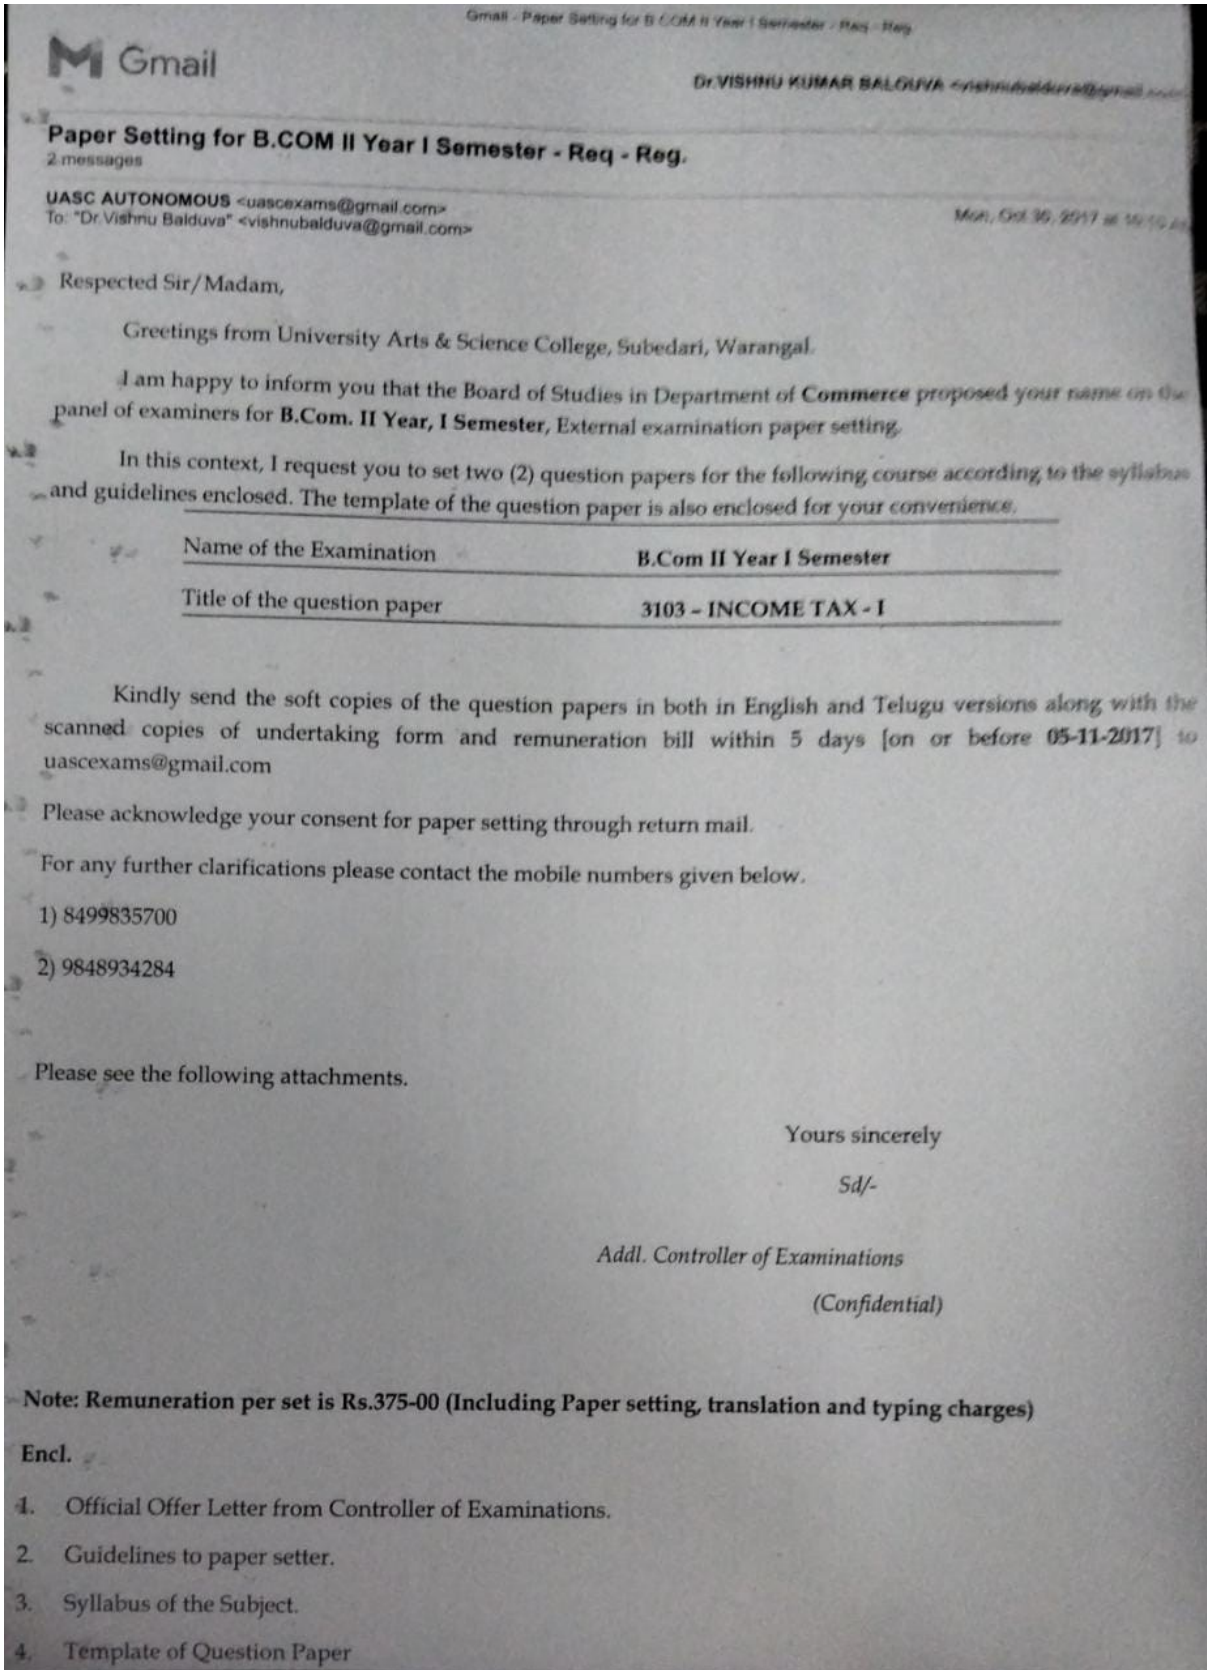 Gmail - Paper Setting for B.COM II Year I Semester - Req - Reg.
M Gmail
Dr.VISHNU KUMAR BALDUVA <vishnubalduva@gmail.com>
Paper Setting for B.COM II Year I Semester - Req - Reg.
2 messages
UASC AUTONOMOUS <uascexams@gmail.com>
To: "Dr.Vishnu Balduva" <vishnubalduva@gmail.com>
Mon, Oct 30, 2017 at
Respected Sir/Madam,
Greetings from University Arts & Science College, Subedari, Warangal.
I am happy to inform you that the Board of Studies in Department of Commerce proposed your name on the
panel of examiners for B.Com. II Year, I Semester, External examination paper setting.
In this context, I request you to set two (2) question papers for the following course according to the syllabus
and guidelines enclosed. The template of the question paper is also enclosed for your convenience.
Name of the Examination B.Com II Year I Semester
Title of the question paper 3103 – INCOME TAX - I
Kindly send the soft copies of the question papers in both in English and Telugu versions along with the
scanned copies of undertaking form and remuneration bill within 5 days [on or before 05-11-2017] to
uascexams@gmail.com
Please acknowledge your consent for paper setting through return mail.
For any further clarifications please contact the mobile numbers given below.
1) 8499835700
2) 9848934284
Please see the following attachments.
Yours sincerely
Sd/-
Addl. Controller of Examinations
(Confidential)
Note: Remuneration per set is Rs.375-00 (Including Paper setting, translation and typing charges)
Encl.
1. Official Offer Letter from Controller of Examinations.
2. Guidelines to paper setter.
3. Syllabus of the Subject.
4. Template of Question Paper